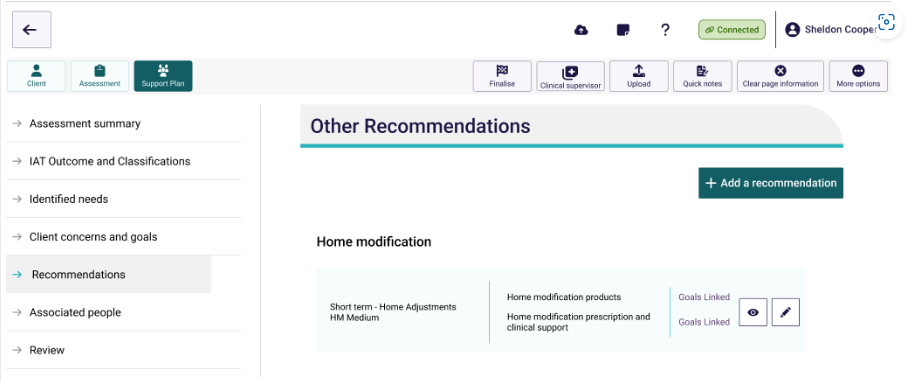 ?
Connected
Sheldon Cooper
Client
Assessment
Support Plan
Finalise
Clinical supervisor
Upload
Quick notes
Clear page information
More options
Assessment summary
IAT Outcome and Classifications
Identified needs
Client concerns and goals
Recommendations
Associated people
Review
Other Recommendations
+ Add a recommendation
Home modification
Short term - Home Adjustments
HM Medium
Home modification products
Home modification prescription and
clinical support
Goals Linked
Goals Linked